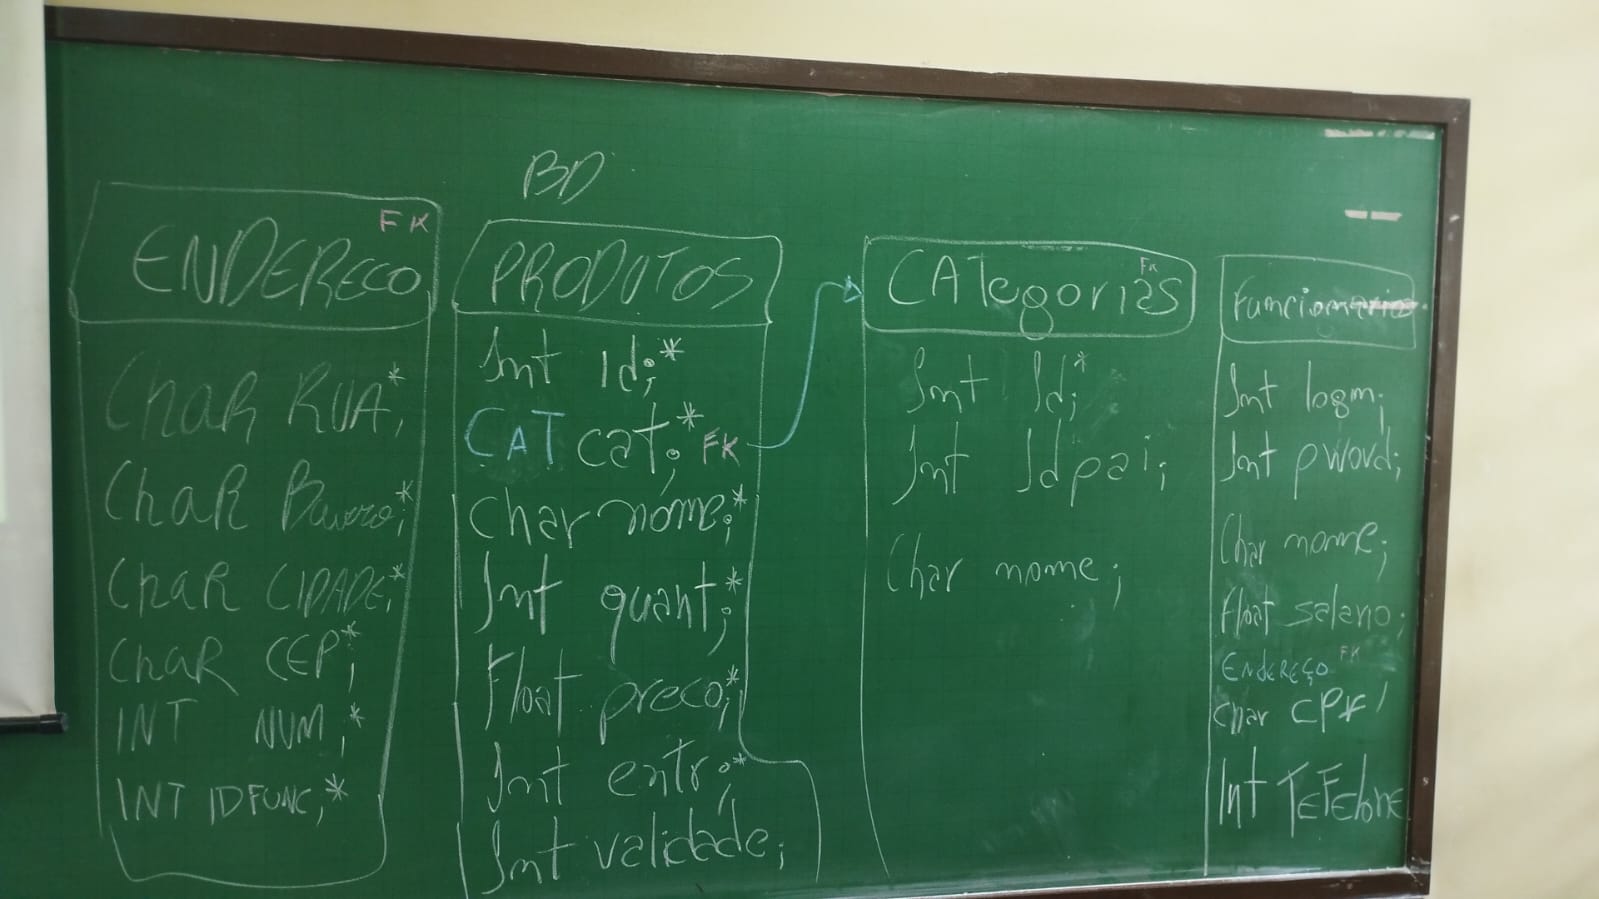 BD
ENDERECO FK
CHAR RUA,*
CHAR Bairro;*
CHAR CIDADE;*
CHAR CEP,*
INT NUM,*
INT IDFUNC,*
PRODUTOS
Int id;*
CAT cat;* FK
Char nome;*
Int quant;*
Float preco;*
Int entr;*
Int validade;
CATegorias FK
Int Id;*
Int Idpai;
Char nome;
Funcionario
Int login;
Int pword;
Char nome;
Float salario;
ENDEREÇO FK
Char CPF
Int TEFElone